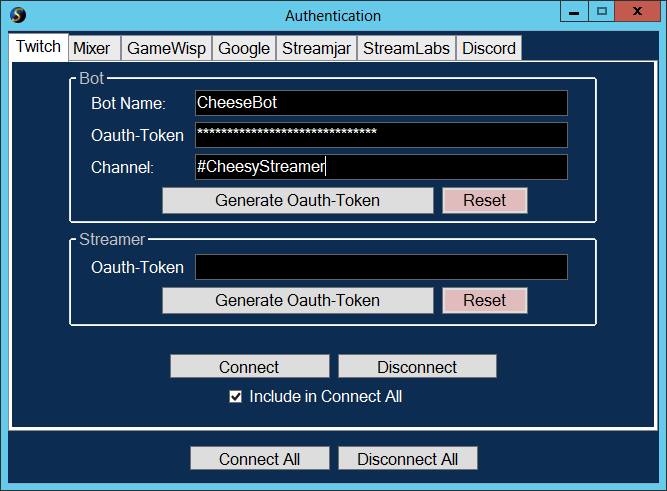 Authentication
Twitch Mixer GameWisp Google Streamjar StreamLabs Discord
Bot
Bot Name: CheeseBot
Oauth-Token ******************************
Channel: #CheesyStreamer
Generate Oauth-Token Reset
Streamer
Oauth-Token
Generate Oauth-Token Reset
Connect Disconnect
Include in Connect All
Connect All Disconnect All